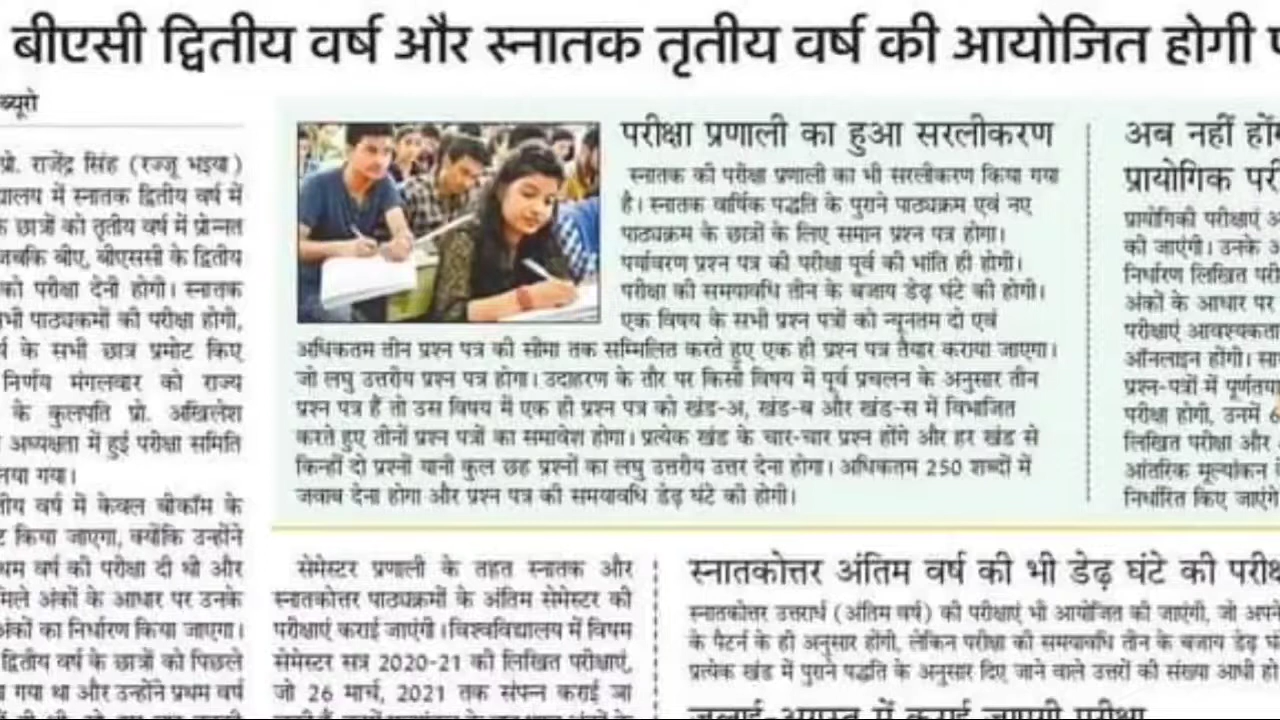 बीएसी द्वितीय वर्ष और स्नातक तृतीय वर्ष की आयोजित होगी
ब्यूरो
प्रो. राजेंद्र सिंह (रज्जू भइया)
यालय में स्नातक द्वितीय वर्ष में
छात्रों को तृतीय वर्ष में प्रोन्नत
जबकि बीए, बीएससी के द्वितीय
को परीक्षा देनी होगी। स्नातक
भी पाठ्यकमों की परीक्षा होगी,
के सभी छात्र प्रमोट किए
निर्णय मंगलवार को राज्य
के कुलपति प्रो. अखिलेश
अध्यक्षता में हुई परीक्षा समिति
नया गया।
तीय वर्ष में केवल बीकॉम के
किया जाएगा, क्योंकि उन्होंने
थम वर्ष की परीक्षा दी थी और
मिले अंकों के आधार पर उनके
अंकों का निर्धारण किया जाएगा।
द्वितीय वर्ष के छात्रों को पिछले
गया था और उन्होंने प्रथम वर्ष
परीक्षा प्रणाली का हुआ सरलीकरण
स्नातक की परीक्षा प्रणाली का भी सरलीकरण किया गया
है। स्नातक वार्षिक पद्धति के पुराने पाठ्यक्रम एवं नए
पाठ्यक्रम के छात्रों के लिए समान प्रश्न पत्र होगा।
पर्यावरण प्रश्न पत्र की परीक्षा पूर्व की भांति ही होगी।
परीक्षा की समयावधि तीन के बजाय डेढ़ घंटे की होगी।
एक विषय के सभी प्रश्न पत्रों को न्यूनतम दो एवं
अधिकतम तीन प्रश्न पत्र की सीमा तक सम्मिलित करते हुए एक ही प्रश्न पत्र तैयार कराया जाएगा।
जो लघु उत्तरीय प्रश्न पत्र होगा। उदाहरण के तौर पर किसी विषय में पूर्व प्रचलन के अनुसार तीन
प्रश्न पत्र हैं तो उस विषय में एक ही प्रश्न पत्र को खंड-अ, खंड-ब और खंड-स में विभाजित
करते हुए तीनों प्रश्न पत्रों का समावेश होगा। प्रत्येक खंड के चार-चार प्रश्न होंगे और हर खंड से
किन्हीं दो प्रश्नों यानी कुल छह प्रश्नों का लघु उत्तरीय उत्तर देना होगा। अधिकतम 250 शब्दों में
जवाब देना होगा और प्रश्न पत्र की समयावधि डेढ़ घंटे की होगी।
अब नहीं हों
प्रायोगिक परी
प्रायोगिकी परीक्षाएं
की जाएंगी। उनके
निर्धारण लिखित परी
अंकों के आधार पर
परीक्षाएं आवश्यकता
ऑनलाइन होंगी। सा
प्रश्न-पत्रों में पूर्णतया
परीक्षा होगी, उनमें
लिखित परीक्षा और
आंतरिक मूल्यांकन
निर्धारित किए जाएंगे
सेमेस्टर प्रणाली के तहत स्नातक और
स्नातकोत्तर पाठ्यक्रमों के अंतिम सेमेस्टर की
परीक्षाएं कराई जाएंगी। विश्वविद्यालय में विषम
सेमेस्टर सत्र 2020-21 की लिखित परीक्षाएं,
जो 26 मार्च, 2021 तक संपन्न कराई जा
स्नातकोत्तर अंतिम वर्ष की भी डेढ़ घंटे की परीक्ष
स्नातकोत्तर उत्तरार्ध (अंतिम वर्ष) की परीक्षाएं भी आयोजित की जाएंगी, जो अपने
के पैटर्न के ही अनुसार होंगी, लेकिन परीक्षा की समयावधि तीन के बजाय डेढ़
प्रत्येक खंड में पुराने पद्धति के अनुसार दिए जाने वाले उत्तरों की संख्या आधी हो
जुलाई-अगस्त में कराई जाएगी परीक्षा